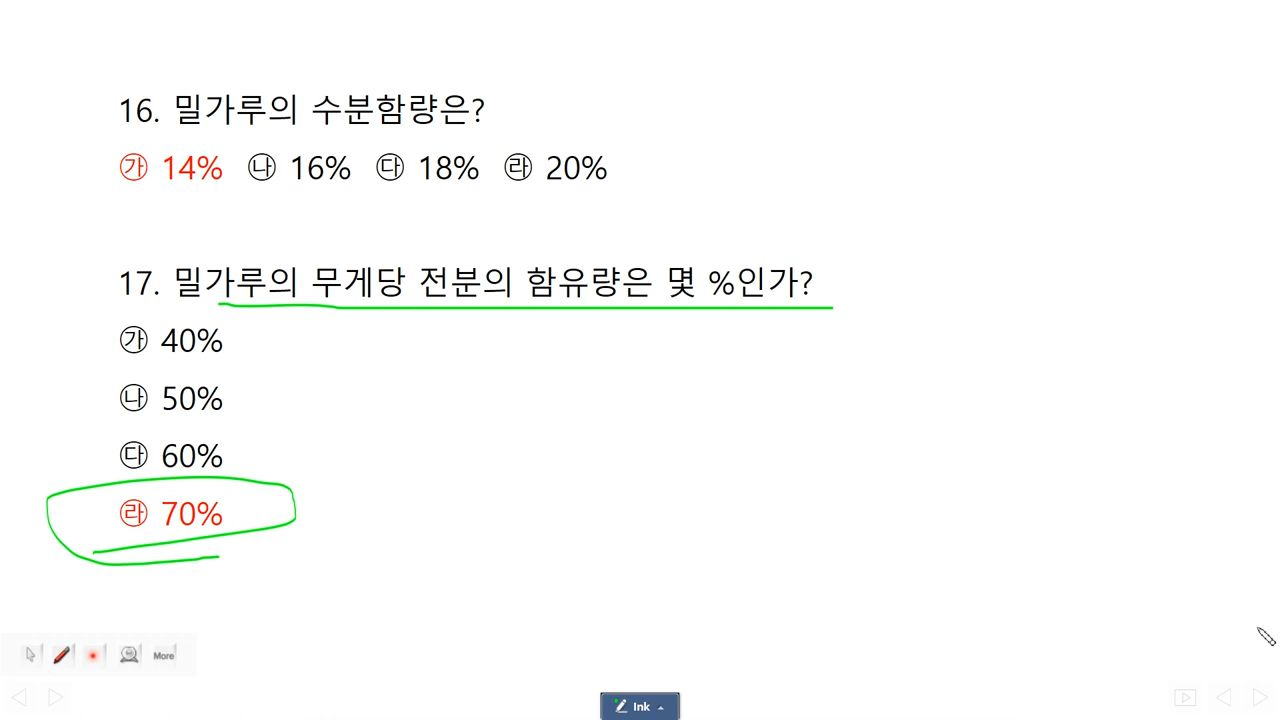 16. 밀가루의 수분함량은?
㉮ 14% ㉯ 16% ㉰ 18% ㉱ 20%
17. 밀가루의 무게당 전분의 함유량은 몇 %인가?
㉮ 40%
㉯ 50%
㉰ 60%
㉱ 70%
More
Ink